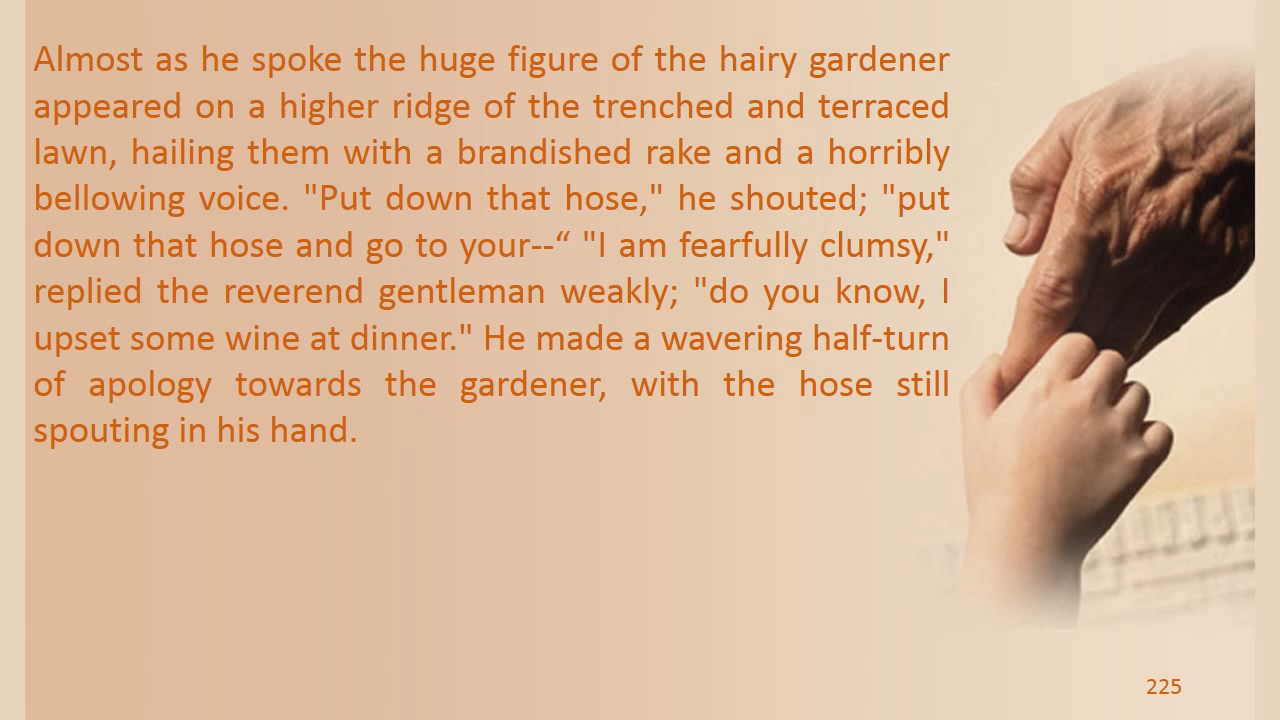 Almost as he spoke the huge figure of the hairy gardener
appeared on a higher ridge of the trenched and terraced
lawn, hailing them with a brandished rake and a horribly
bellowing voice. "Put down that hose," he shouted; "put
down that hose and go to your--“ "I am fearfully clumsy,"
replied the reverend gentleman weakly; "do you know, I
upset some wine at dinner." He made a wavering half-turn
of apology towards the gardener, with the hose still
spouting in his hand.
225